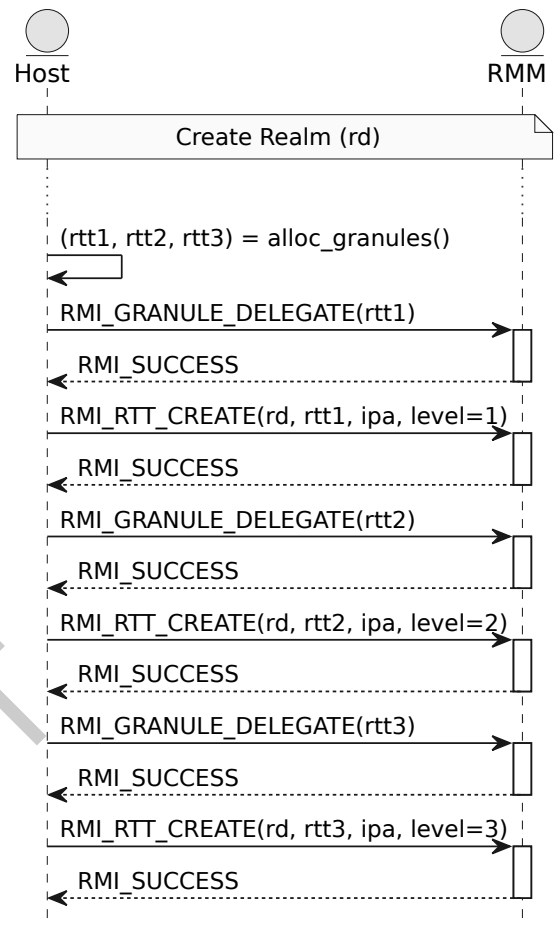 Host
RMM
Create Realm (rd)
(rtt1, rtt2, rtt3) = alloc_granules()
RMI_GRANULE_DELEGATE(rtt1)
RMI_SUCCESS
RMI_RTT_CREATE(rd, rtt1, ipa, level=1)
RMI_SUCCESS
RMI_GRANULE_DELEGATE(rtt2)
RMI_SUCCESS
RMI_RTT_CREATE(rd, rtt2, ipa, level=2)
RMI_SUCCESS
RMI_GRANULE_DELEGATE(rtt3)
RMI_SUCCESS
RMI_RTT_CREATE(rd, rtt3, ipa, level=3)
RMI_SUCCESS